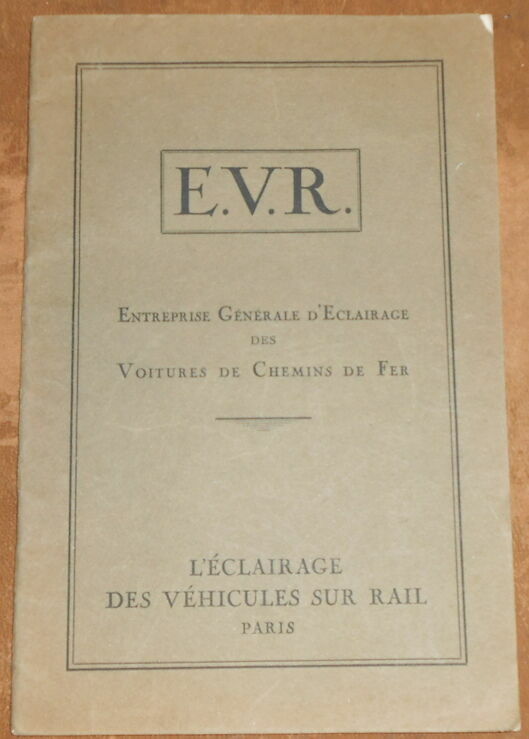 E.V.R.
Entreprise Générale d'Eclairage
des
Voitures de Chemins de Fer
L'ÉCLAIRAGE
DES VÉHICULES SUR RAIL
PARIS